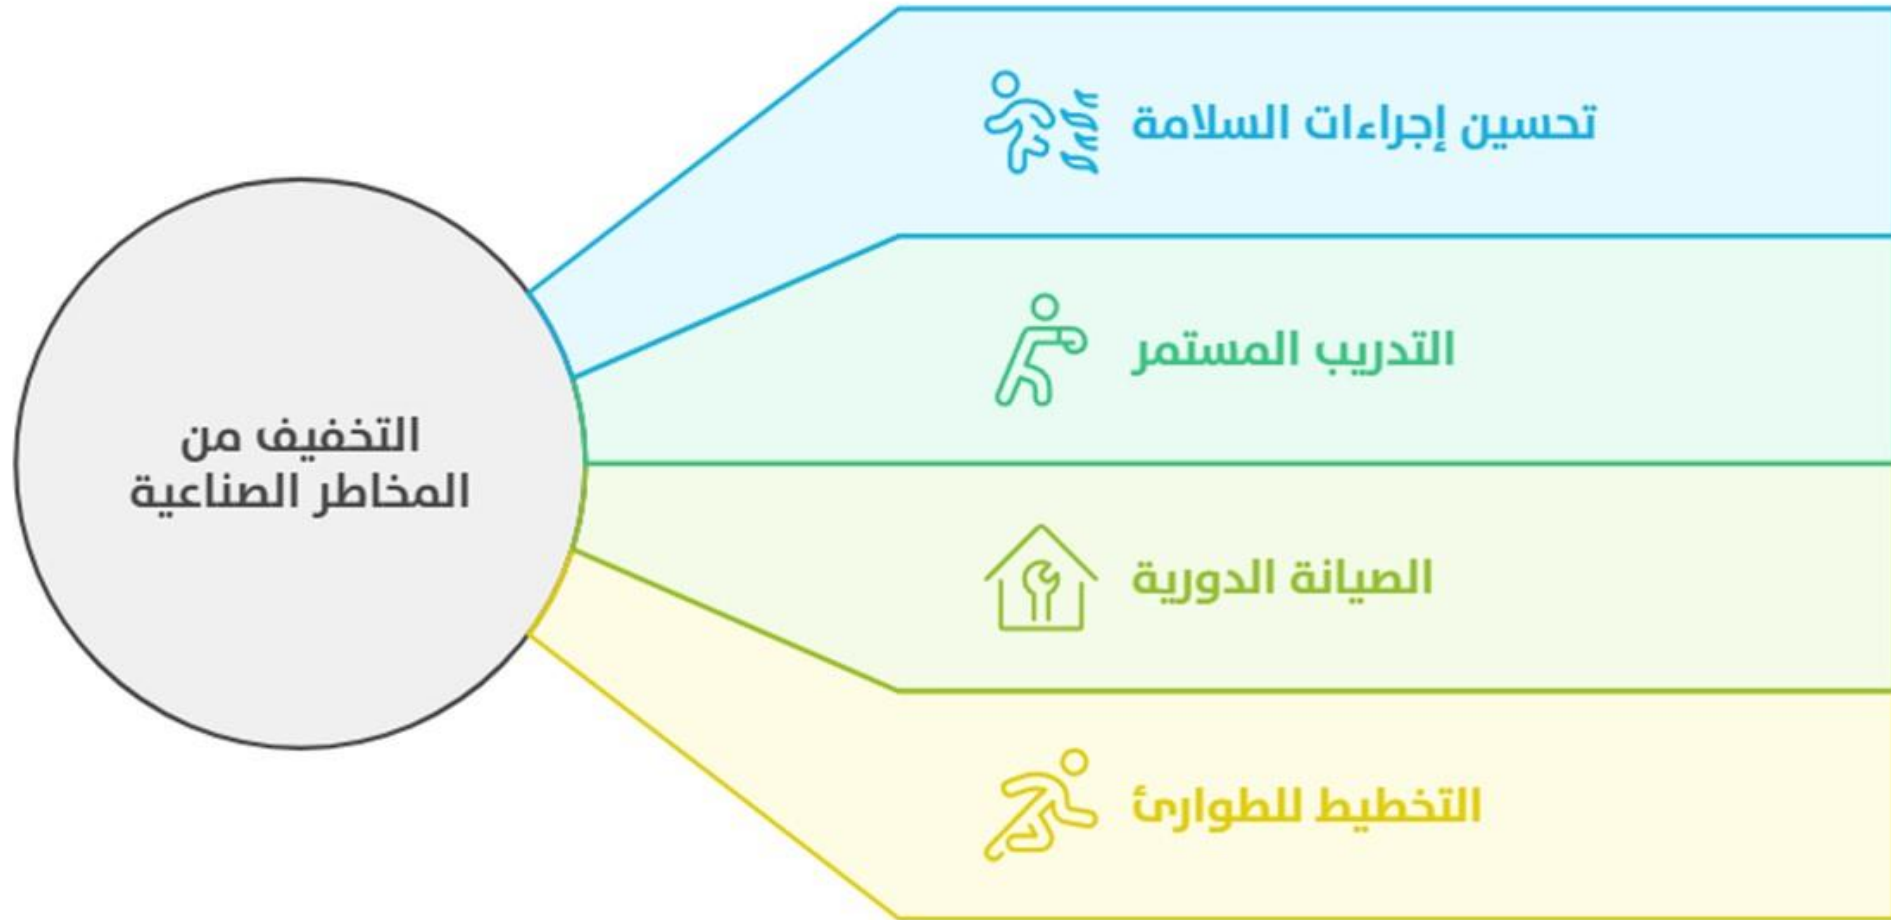 التخفيف من
المخاطر الصناعية
تحسين إجراءات السلامة
التدريب المستمر
الصيانة الدورية
التخطيط للطوارئ